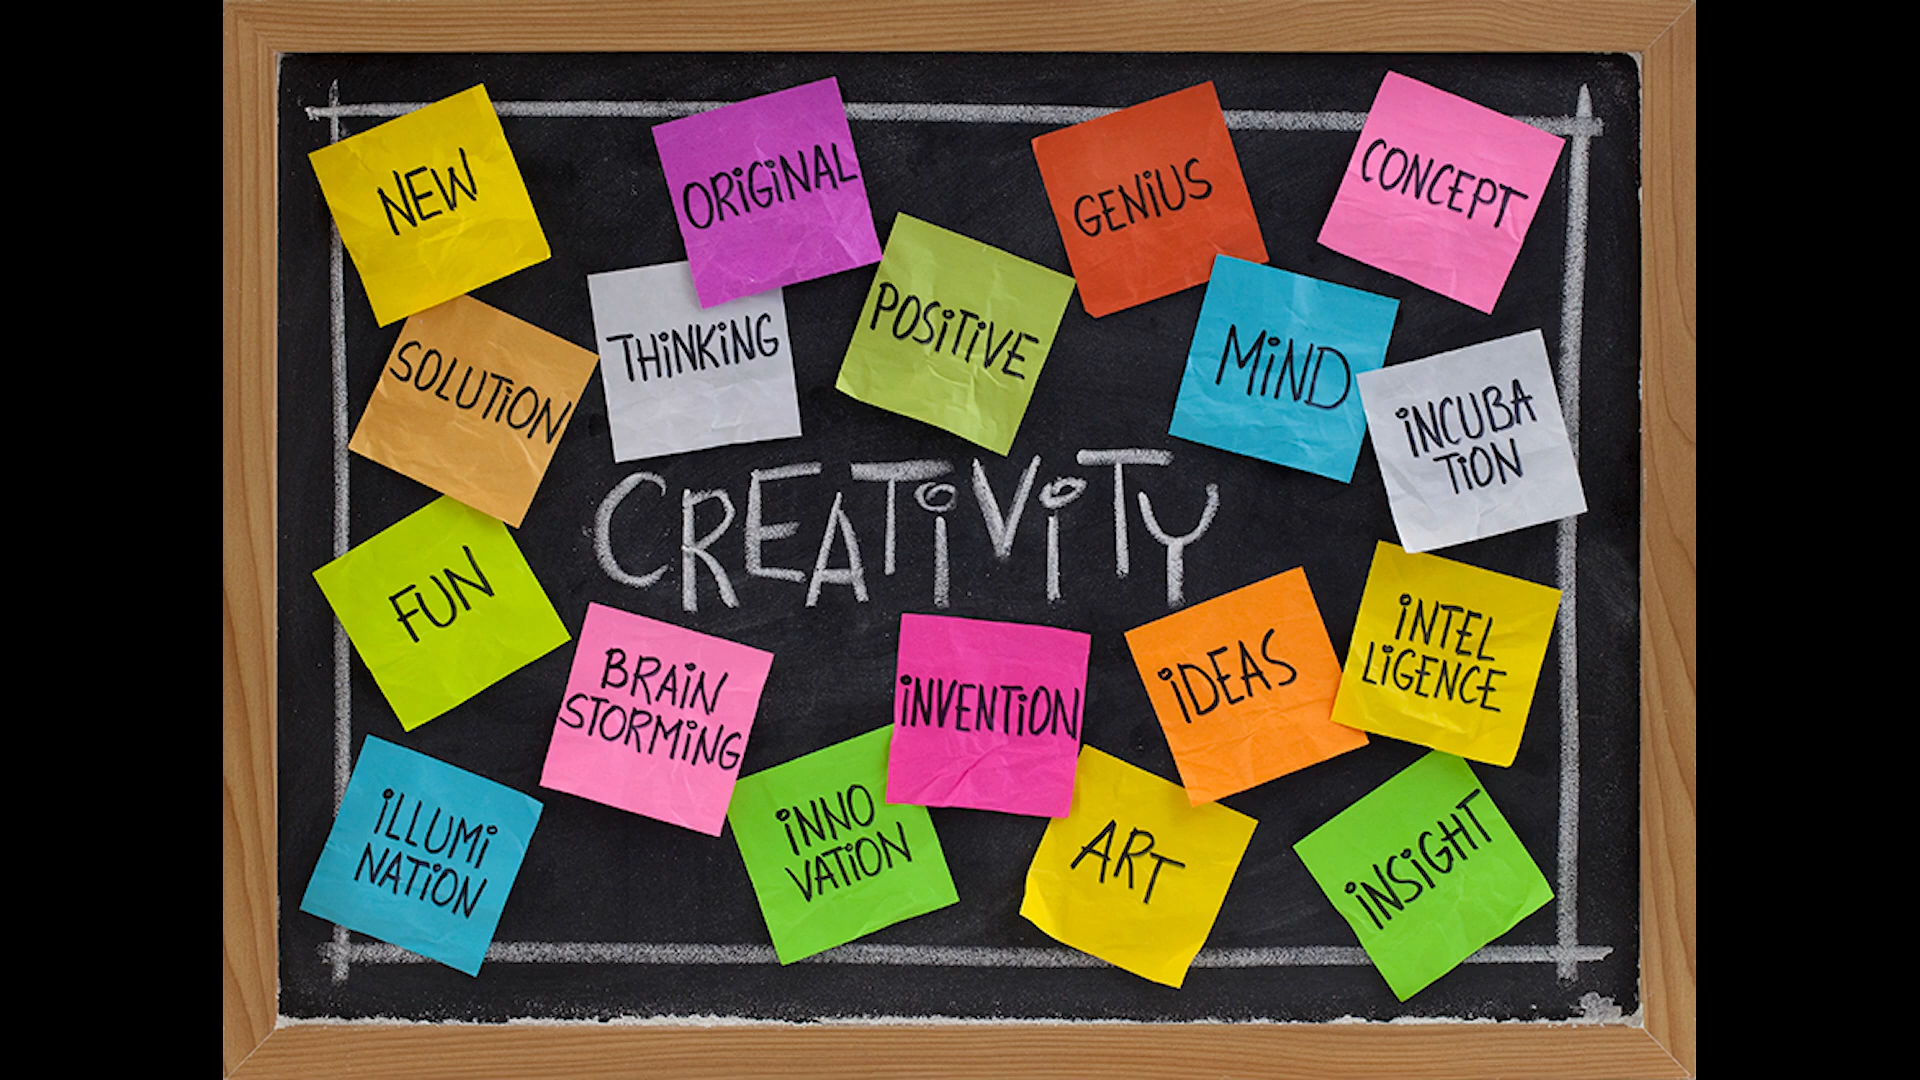 NEW
ORiGiNAL
GENiUS
CONCEPT
SOLUTiON
THiNKiNG
POSiTiVE
MiND
iNCUBA
TiON
CREATiViTY
FUN
BRAiN
STORMiNG
iNVENTiON
iDEAS
iNTEL
LiGENCE
iLLUMi
NATiON
iNNO
VATiON
ART
iNSiGHT